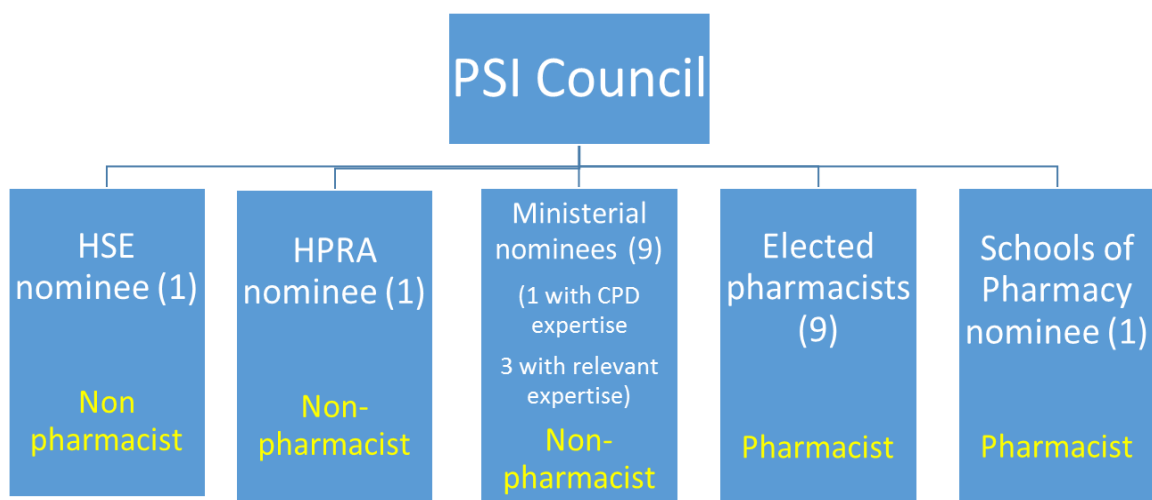 PSI Council
HSE
nominee (1)
Non
pharmacist
HPRA
nominee (1)
Non-
pharmacist
Ministerial
nominees (9)
(1 with CPD
expertise
3 with relevant
expertise)
Non-
pharmacist
Elected
pharmacists
(9)
Pharmacist
Schools of
Pharmacy
nominee (1)
Pharmacist